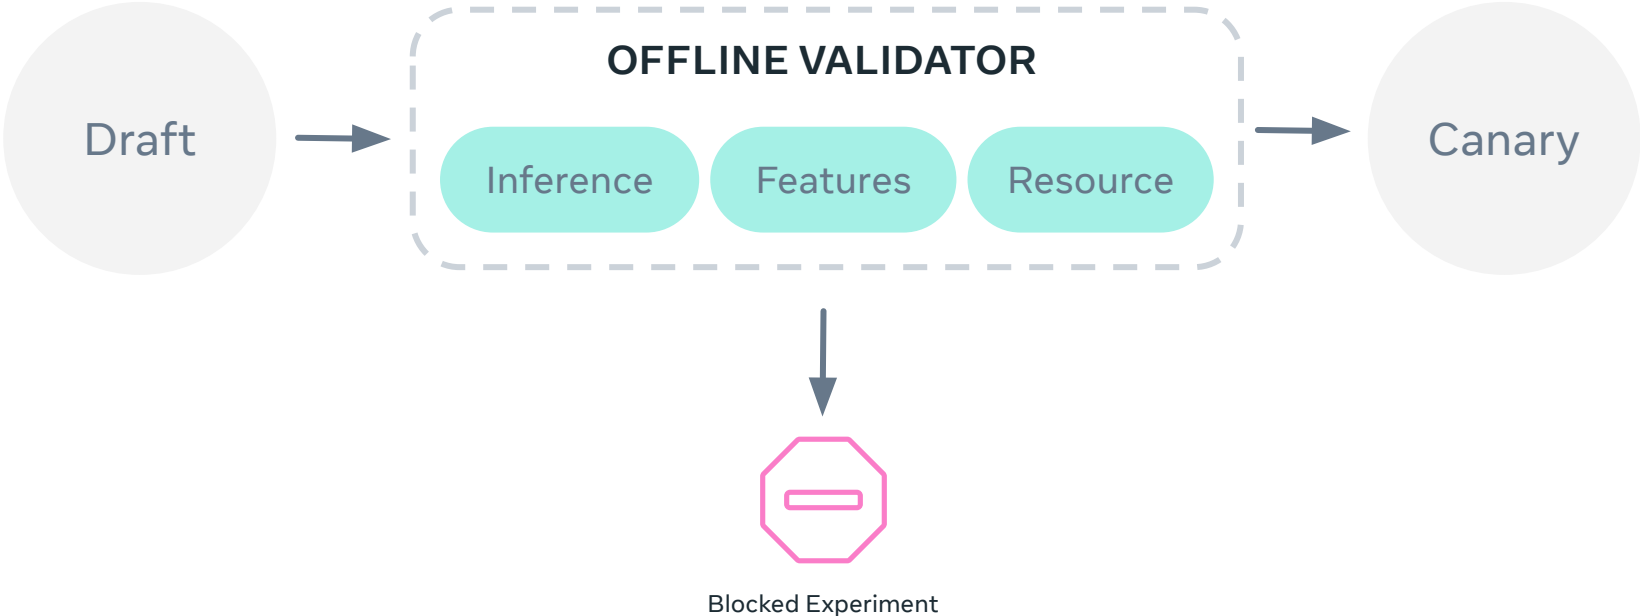 OFFLINE VALIDATOR
Draft
Inference
Features
Resource
Canary
Blocked Experiment